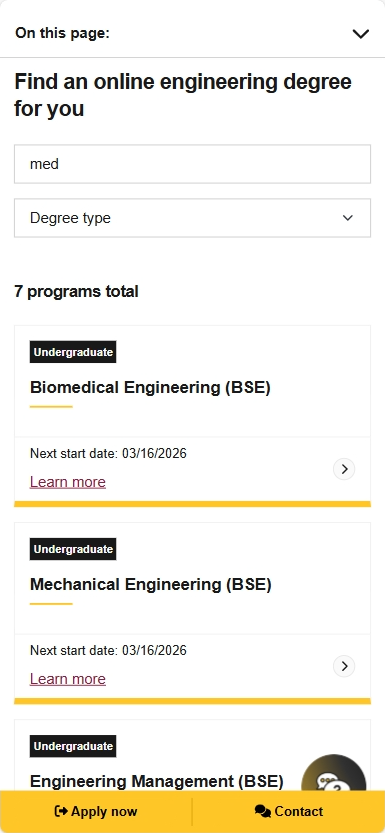 On this page:
Find an online engineering degree
for you
med
Degree type
7 programs total
Undergraduate
Biomedical Engineering (BSE)
Next start date: 03/16/2026
Learn more
Undergraduate
Mechanical Engineering (BSE)
Next start date: 03/16/2026
Learn more
Undergraduate
Engineering Management (BSE)
Apply now
Contact